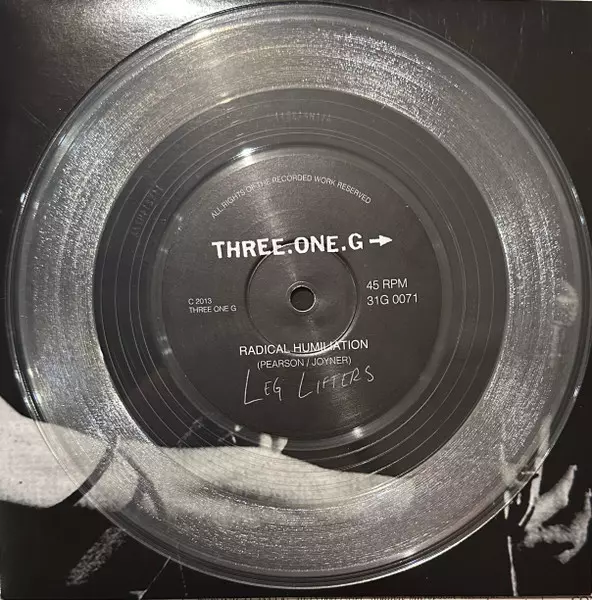 ALL RIGHTS OF THE RECORDED WORK RESERVED
THREE.ONE.G →
C 2013
THREE ONE G
45 RPM
31G 0071
RADICAL HUMILIATION
(PEARSON / JOYNER)
LEG LIFTERS